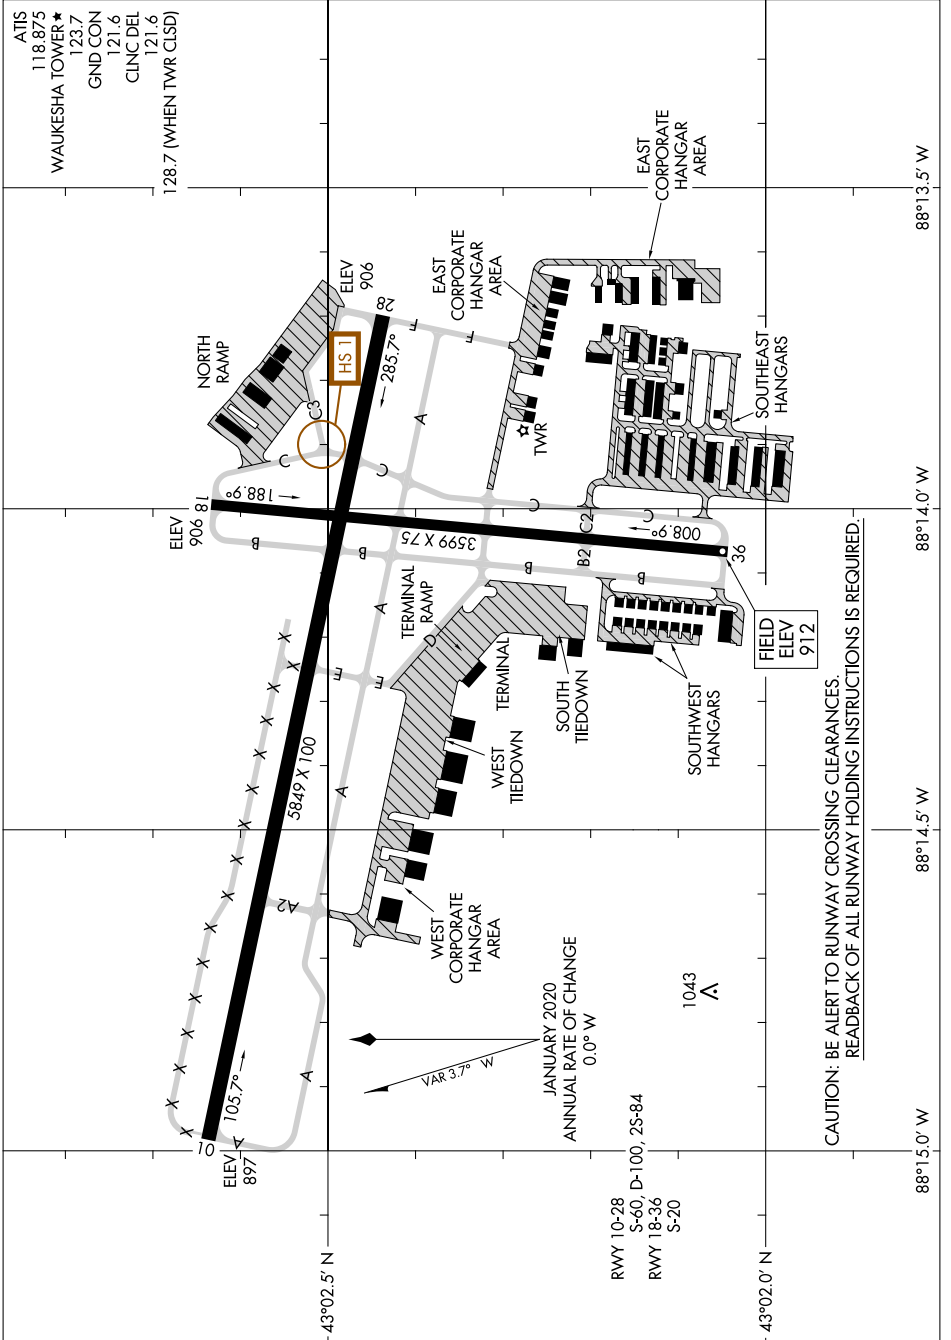 ATIS
118.875
WAUKESHA TOWER★
123.7
GND CON
121.6
CLNC DEL
121.6
128.7 (WHEN TWR CLSD)
88°13.5' W
88°14.0' W
88°14.5' W
88°15.0' W
43°02.5' N
43°02.0' N
NORTH
RAMP
ELEV
906
28
HS 1
285.7°
C3
C
C
F
F
A
EAST
CORPORATE
HANGAR
AREA
EAST
CORPORATE
HANGAR
AREA
TWR
SOUTHEAST
HANGARS
ELEV
906
18
188.9°
B
B
3599 X 75
C
C2
C
B2
B
008.9°
36
FIELD
ELEV
912
A
TERMINAL
RAMP
D
E
E
TERMINAL
SOUTH
TIEDOWN
SOUTHWEST
HANGARS
WEST
TIEDOWN
X X X X X X X X X X X X X X X X
5849 X 100
A
A2
WEST
CORPORATE
HANGAR
AREA
A
105.7°
10
A
ELEV
897
VAR 3.7° W
JANUARY 2020
ANNUAL RATE OF CHANGE
0.0° W
1043
RWY 10-28
S-60, D-100, 2S-84
RWY 18-36
S-20
CAUTION: BE ALERT TO RUNWAY CROSSING CLEARANCES.
READBACK OF ALL RUNWAY HOLDING INSTRUCTIONS IS REQUIRED.